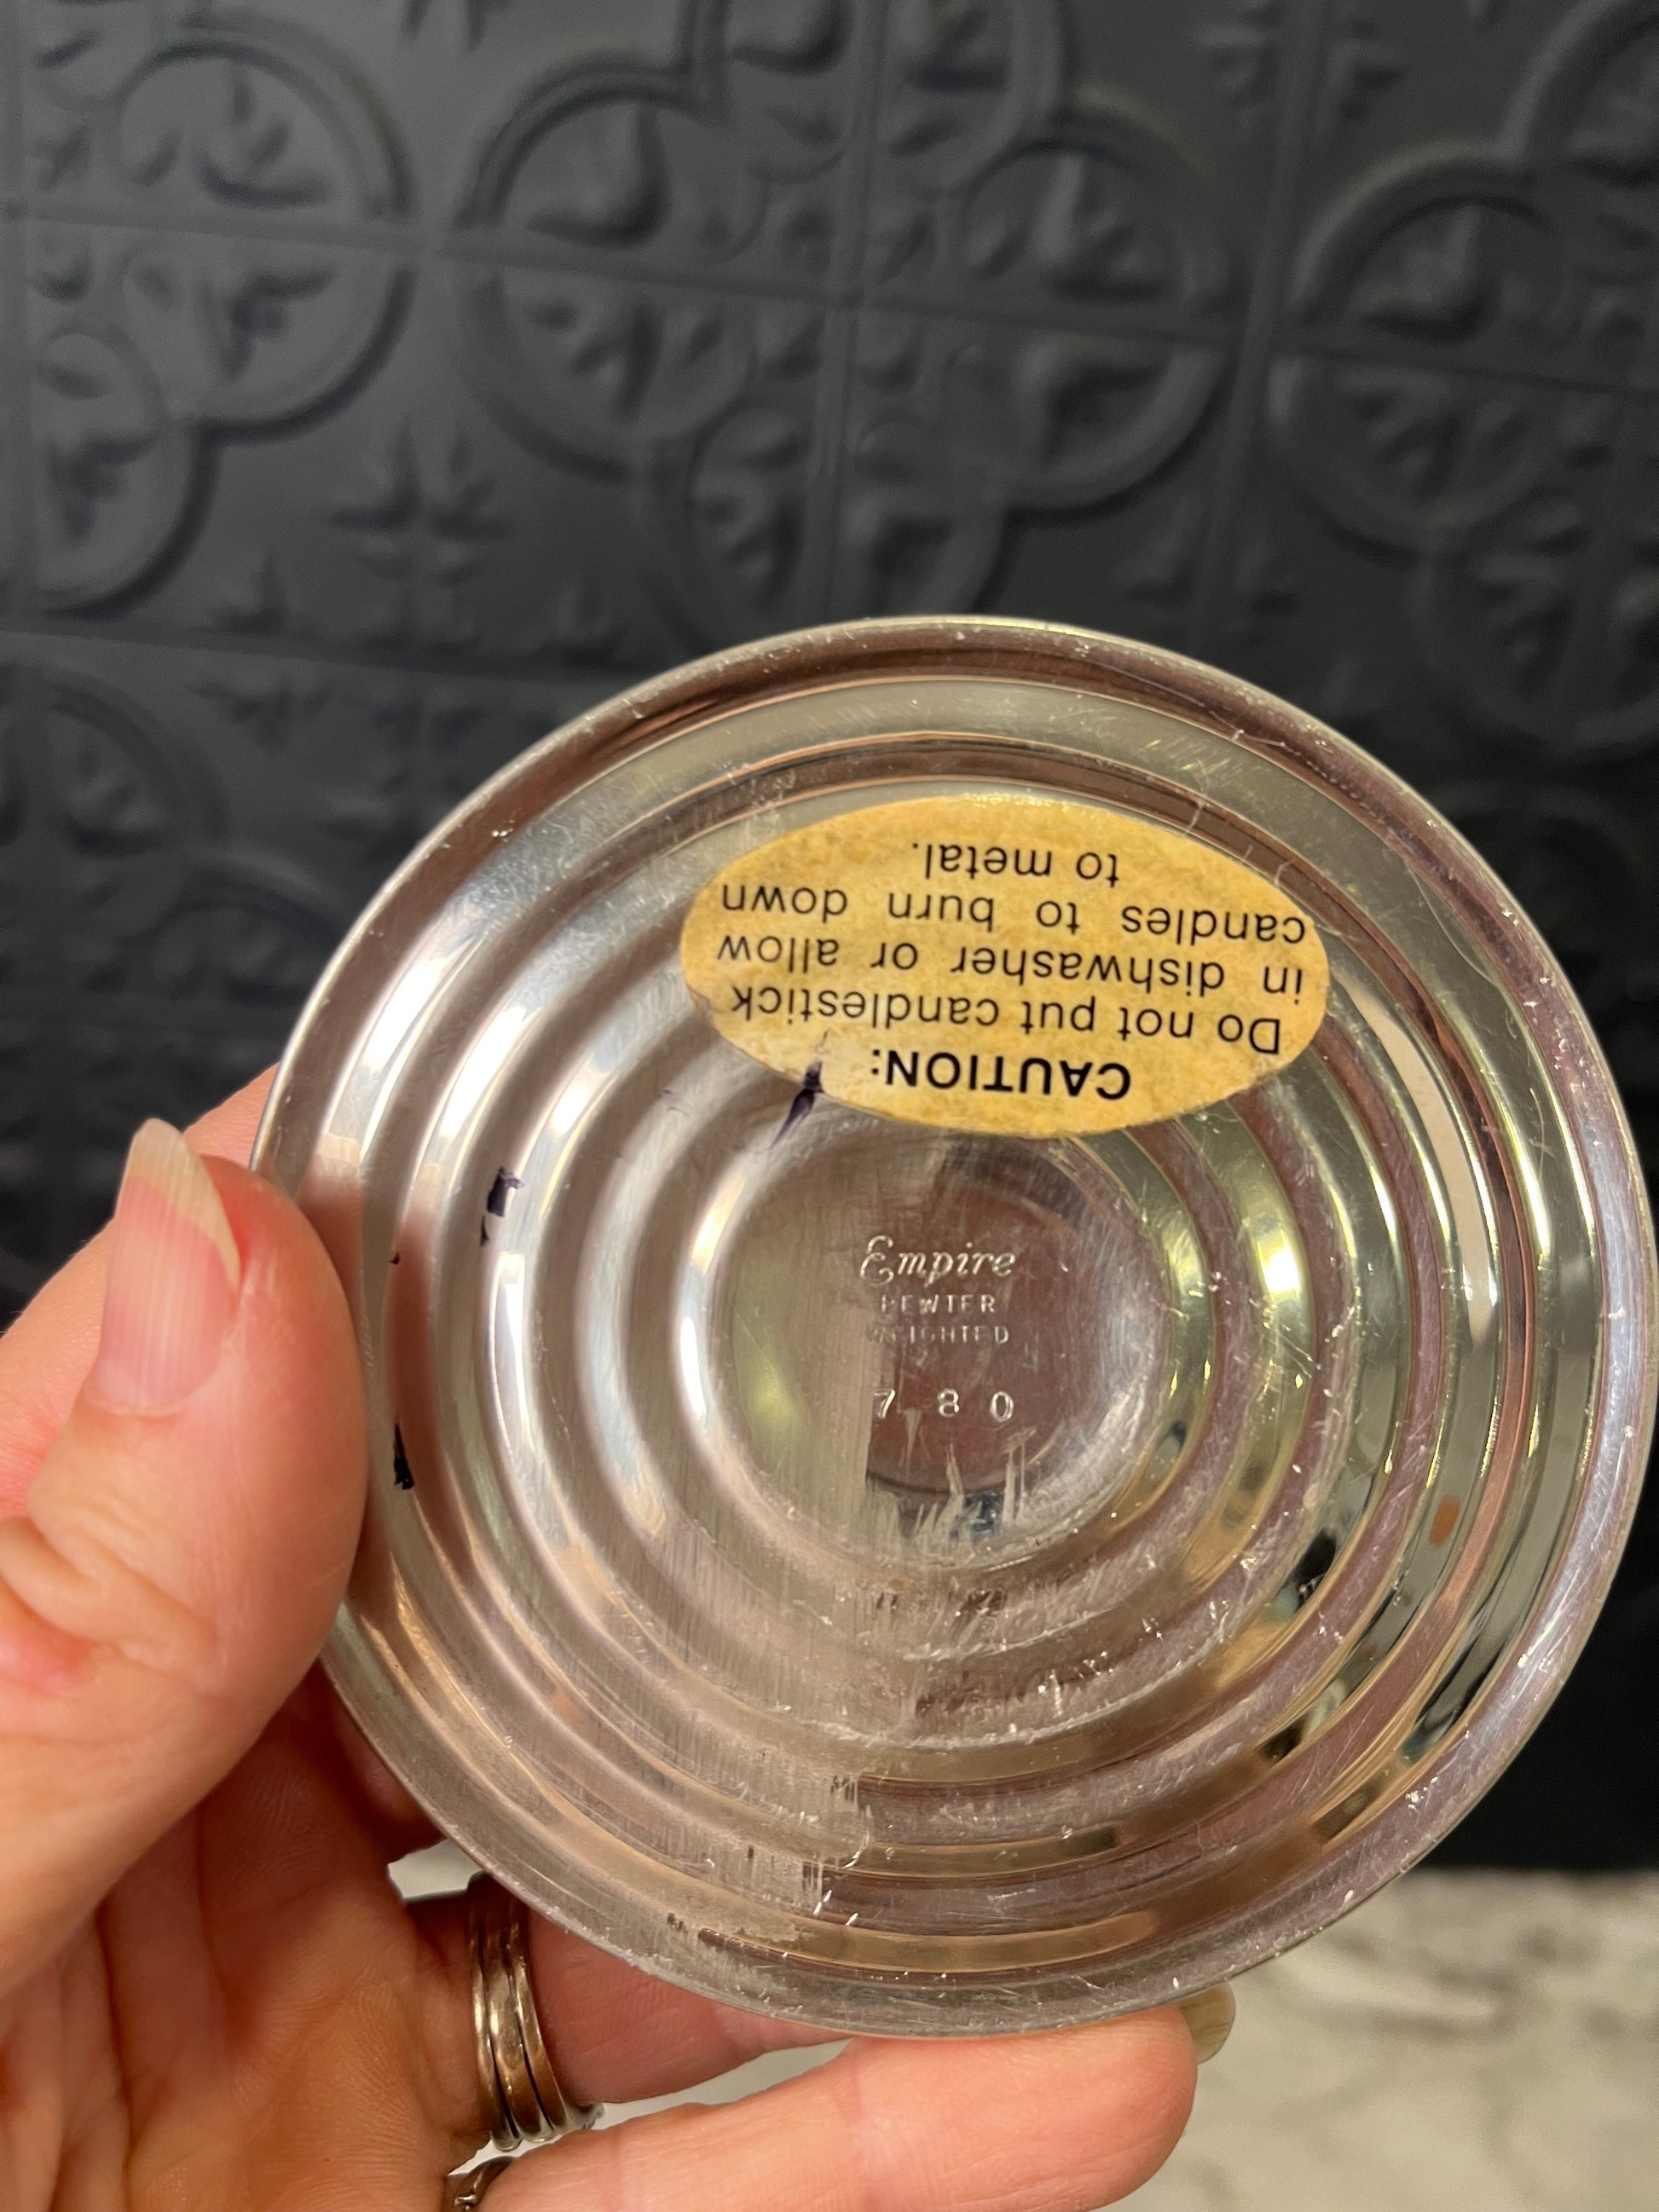 CAUTION:
Do not put candlestick
in dishwasher or allow
candles to burn down
to metal.
Empire
PEWTER
WEIGHTED
780